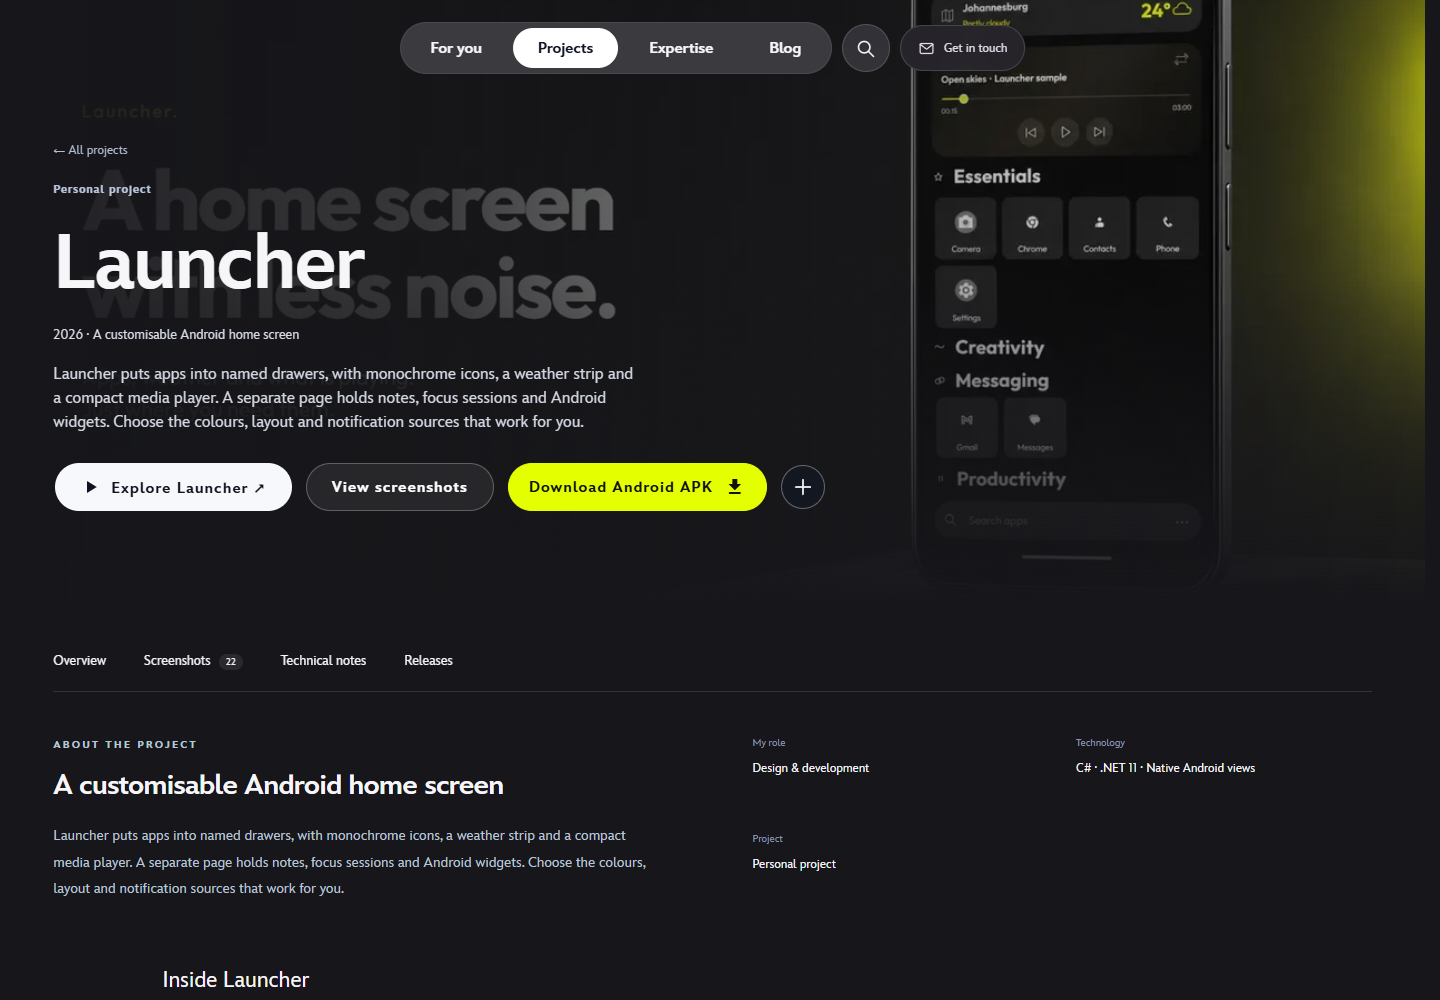 For you
Projects
Expertise
Blog
Get in touch
Johannesburg
Partly cloudy
24°
Open skies · Launcher sample
00:15
03:00
Launcher.
← All projects
Personal project
A home screen
with less noise.
Launcher
2026 · A customisable Android home screen
Launcher puts apps into named drawers, with monochrome icons, a weather strip and
a compact media player. A separate page holds notes, focus sessions and Android
widgets. Choose the colours, layout and notification sources that work for you.
Explore Launcher ↗
View screenshots
Download Android APK
Essentials
Camera
Chrome
Contacts
Phone
Settings
Creativity
Messaging
Gmail
Messages
Productivity
Search apps
Overview
Screenshots 22
Technical notes
Releases
ABOUT THE PROJECT
A customisable Android home screen
Launcher puts apps into named drawers, with monochrome icons, a weather strip and a compact
media player. A separate page holds notes, focus sessions and Android widgets. Choose the colours,
layout and notification sources that work for you.
My role
Design & development
Technology
C# · .NET 11 · Native Android views
Project
Personal project
Inside Launcher